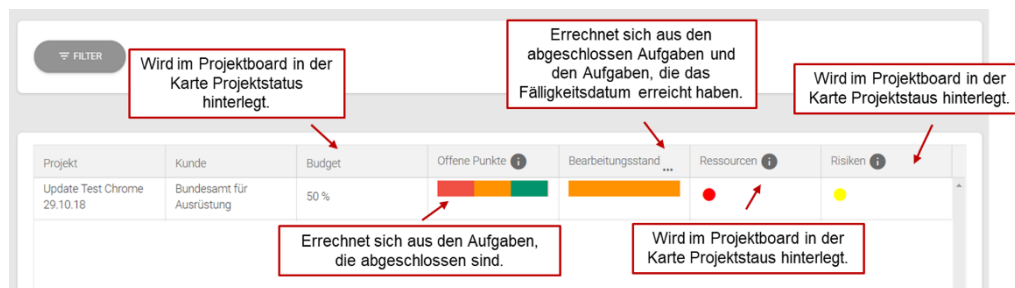 FILTER
Wird im Projektboard in der
Karte Projektstatus
hinterlegt.
Errechnet sich aus den
abgeschlossen Aufgaben und
den Aufgaben, die das
Fälligkeitsdatum erreicht haben.
Wird im Projektboard in der
Karte Projektstaus hinterlegt.
Projekt Kunde Budget Offene Punkte i Bearbeitungsstand ... Ressourcen i Risiken i
Update Test Chrome
29.10.18
Bundesamt für
Ausrüstung
50 %
Errechnet sich aus den Aufgaben,
die abgeschlossen sind.
Wird im Projektboard in der
Karte Projektstaus hinterlegt.